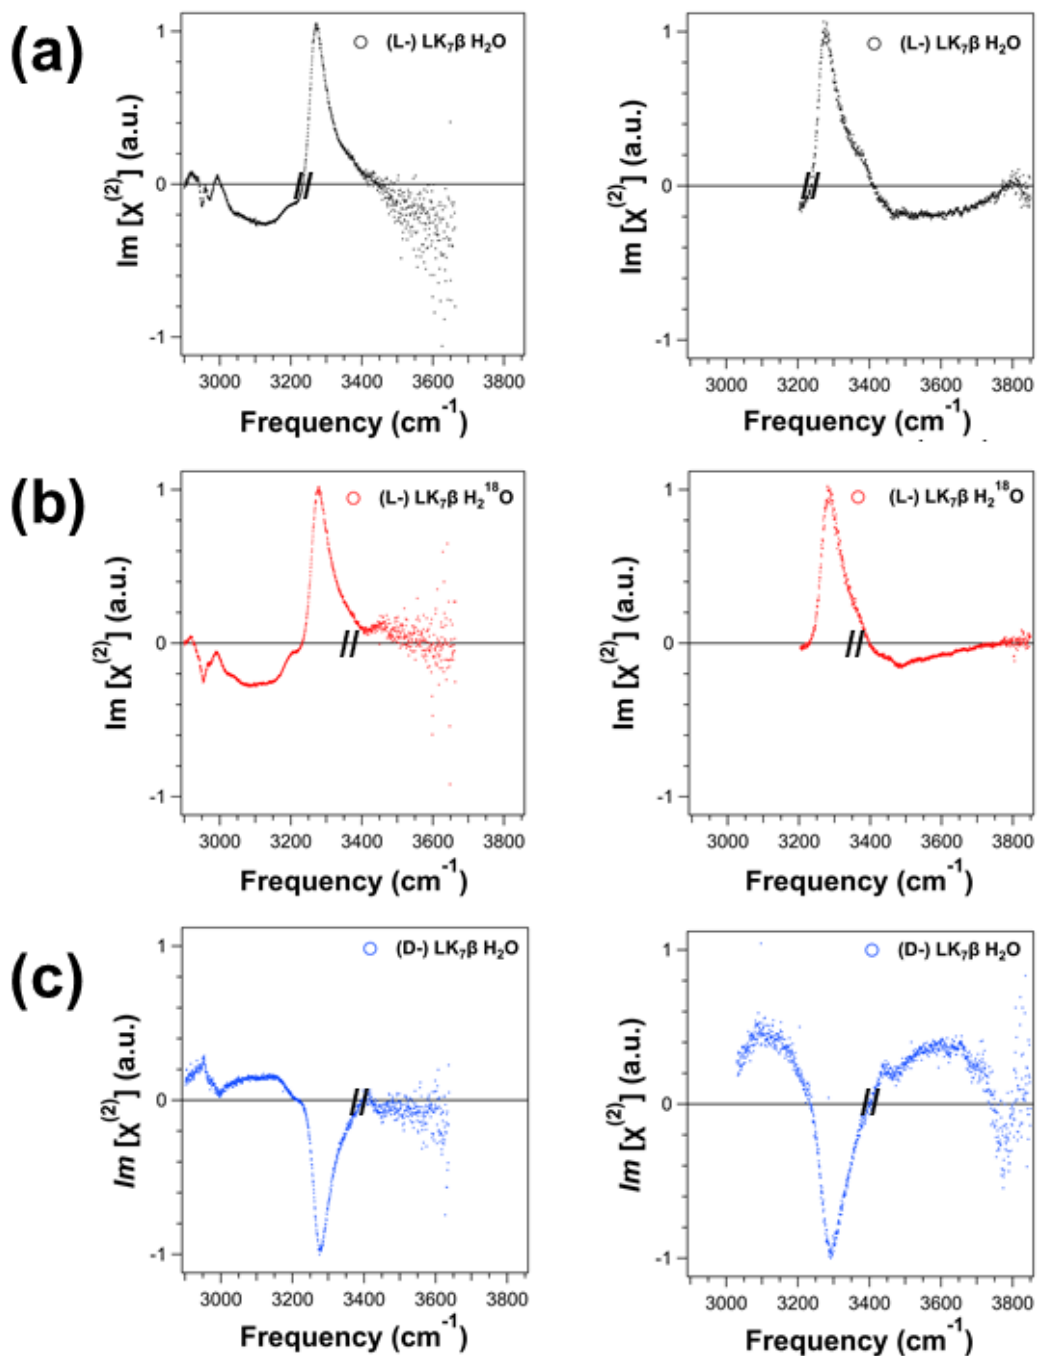 (a)
1
0
-1
Im [χ(2)] (a.u.)
(L-) LK7β H2O
3000 3200 3400 3600 3800
Frequency (cm-1)
1
0
-1
Im [χ(2)] (a.u.)
(L-) LK7β H2O
3000 3200 3400 3600 3800
Frequency (cm-1)
(b)
1
0
-1
Im [χ(2)] (a.u.)
(L-) LK7β H218O
3000 3200 3400 3600 3800
Frequency (cm-1)
1
0
-1
Im [χ(2)] (a.u.)
(L-) LK7β H218O
3000 3200 3400 3600 3800
Frequency (cm-1)
(c)
1
0
-1
Im [χ(2)] (a.u.)
(D-) LK7β H2O
3000 3200 3400 3600 3800
Frequency (cm-1)
1
0
-1
Im [χ(2)] (a.u.)
(D-) LK7β H2O
3000 3200 3400 3600 3800
Frequency (cm-1)